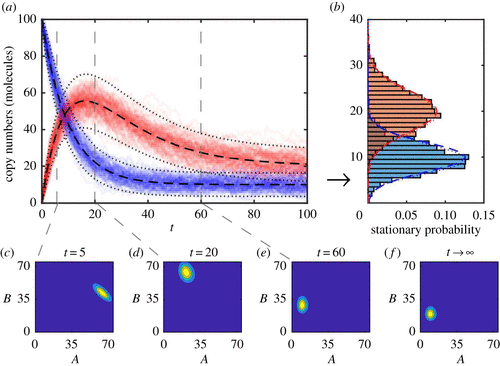 (a)
100
80
60
40
20
0
copy numbers (molecules)
0 20 40 60 80 100
t
(b)
40
30
20
10
0
0 0.05 0.10 0.15
stationary probability
(c) t = 5
70
B 35
0
0 35 70
A
(d) t = 20
70
B 35
0
0 35 70
A
(e) t = 60
70
B 35
0
0 35 70
A
(f) t → ∞
70
B 35
0
0 35 70
A